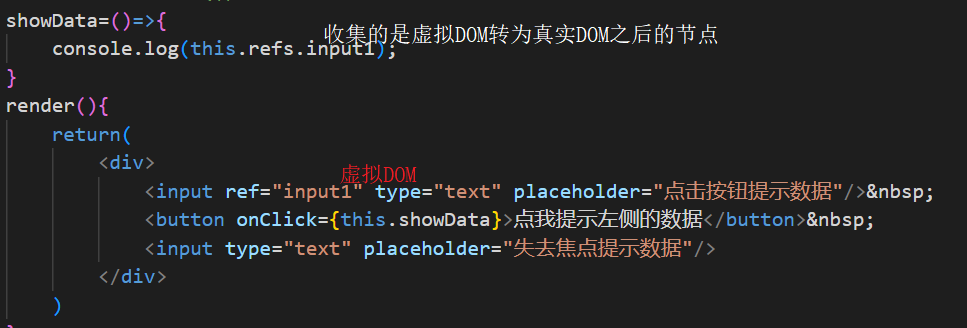 showData=()=>{
console.log(this.refs.input1);
收集的是虚拟DOM转为真实DOM之后的节点
}
render(){
return(
<div>
虚拟DOM
<input ref="input1" type="text" placeholder="点击按钮提示数据"/>&nbsp;
<button onClick={this.showData}>点我提示左侧的数据</button>&nbsp;
<input type="text" placeholder="失去焦点提示数据"/>
</div>
)